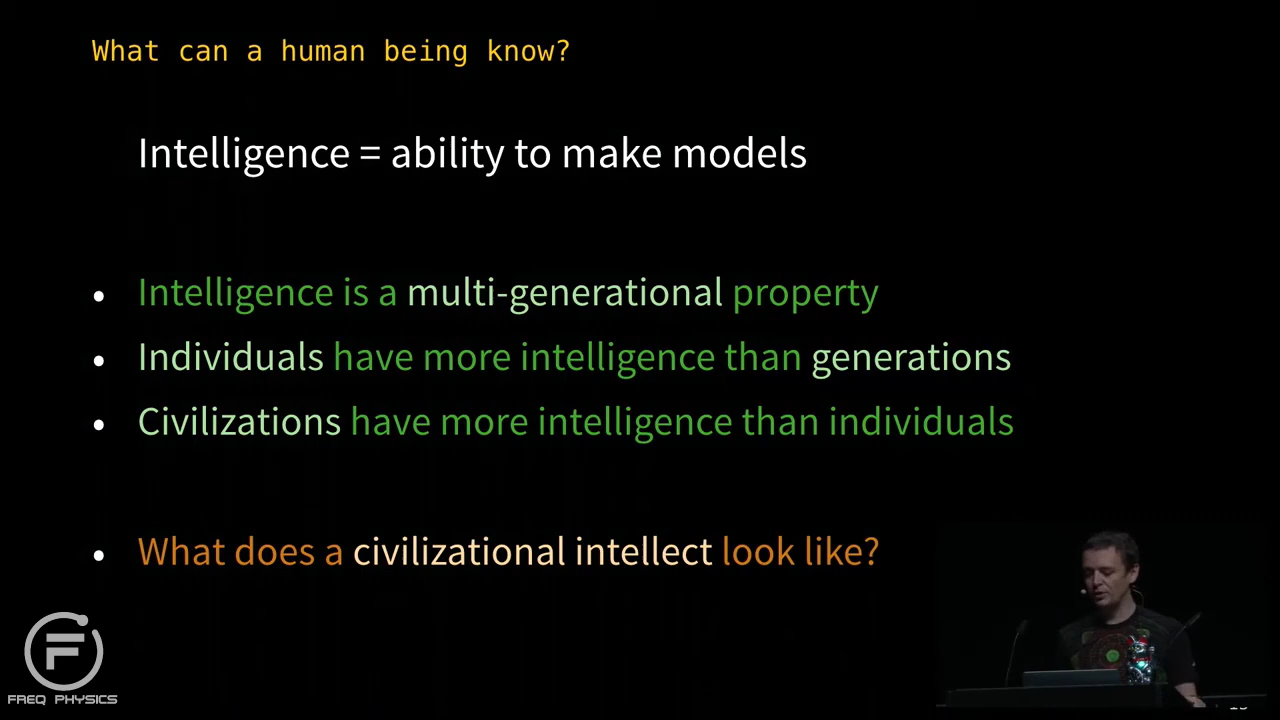 What can a human being know?
Intelligence = ability to make models
• Intelligence is a multi-generational property
• Individuals have more intelligence than generations
• Civilizations have more intelligence than individuals
• What does a civilizational intellect look like?
F
FREQ PHYSICS